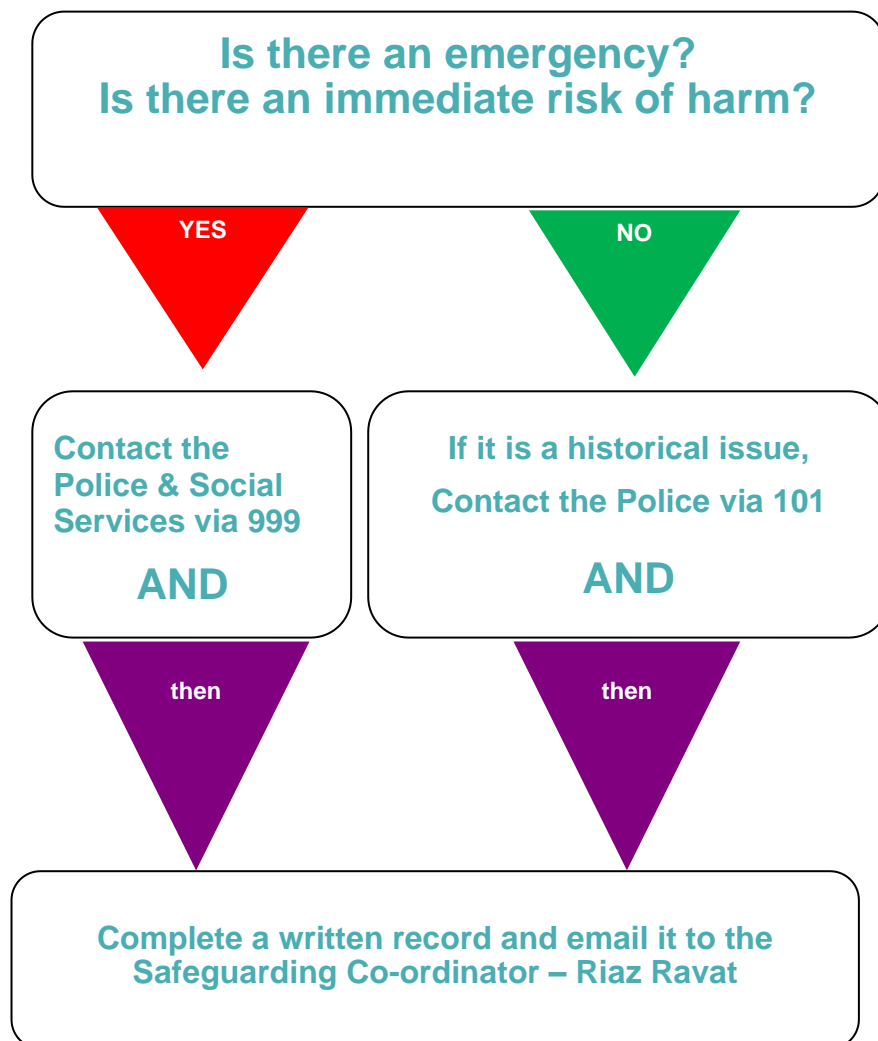 Is there an emergency?
Is there an immediate risk of harm?
YES
NO
Contact the
Police & Social
Services via 999
AND
If it is a historical issue,
Contact the Police via 101
AND
then
then
Complete a written record and email it to the
Safeguarding Co-ordinator – Riaz Ravat